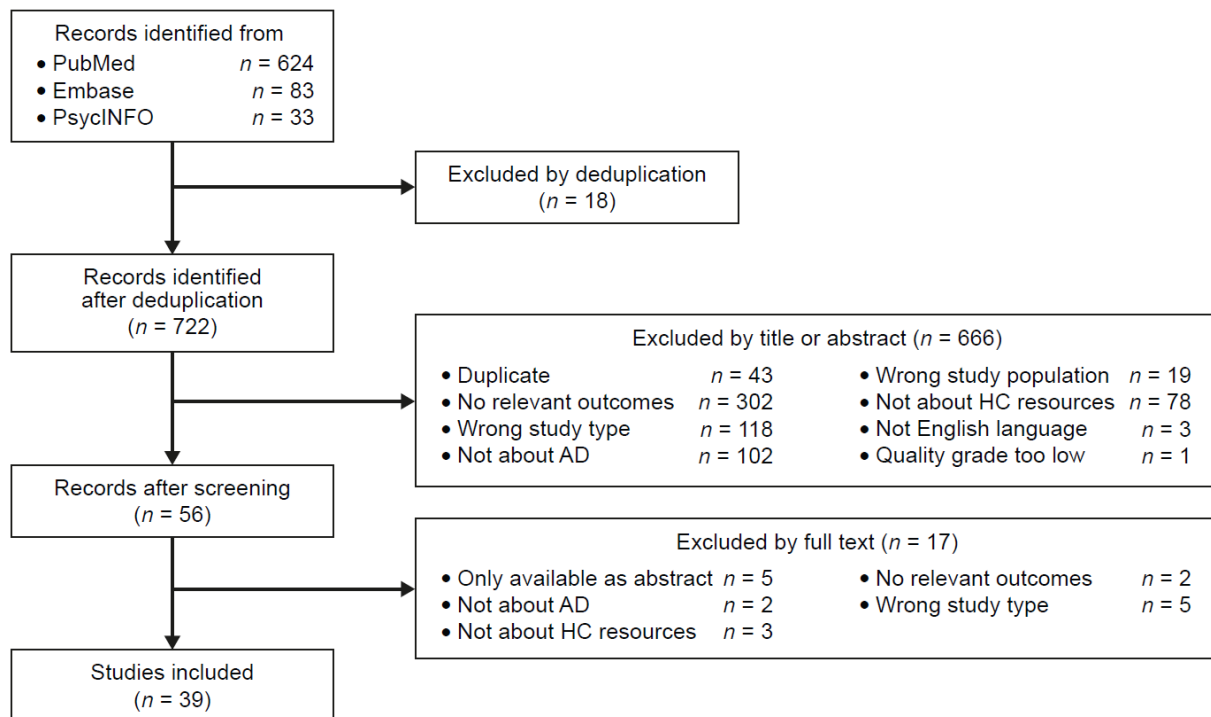 Records identified from
• PubMed n = 624
• Embase n = 83
• PsycINFO n = 33
Excluded by deduplication
(n = 18)
Records identified
after deduplication
(n = 722)
Excluded by title or abstract (n = 666)
• Duplicate n = 43
• No relevant outcomes n = 302
• Wrong study type n = 118
• Not about AD n = 102
• Wrong study population n = 19
• Not about HC resources n = 78
• Not English language n = 3
• Quality grade too low n = 1
Records after screening
(n = 56)
Excluded by full text (n = 17)
• Only available as abstract n = 5
• Not about AD n = 2
• Not about HC resources n = 3
• No relevant outcomes n = 2
• Wrong study type n = 5
Studies included
(n = 39)